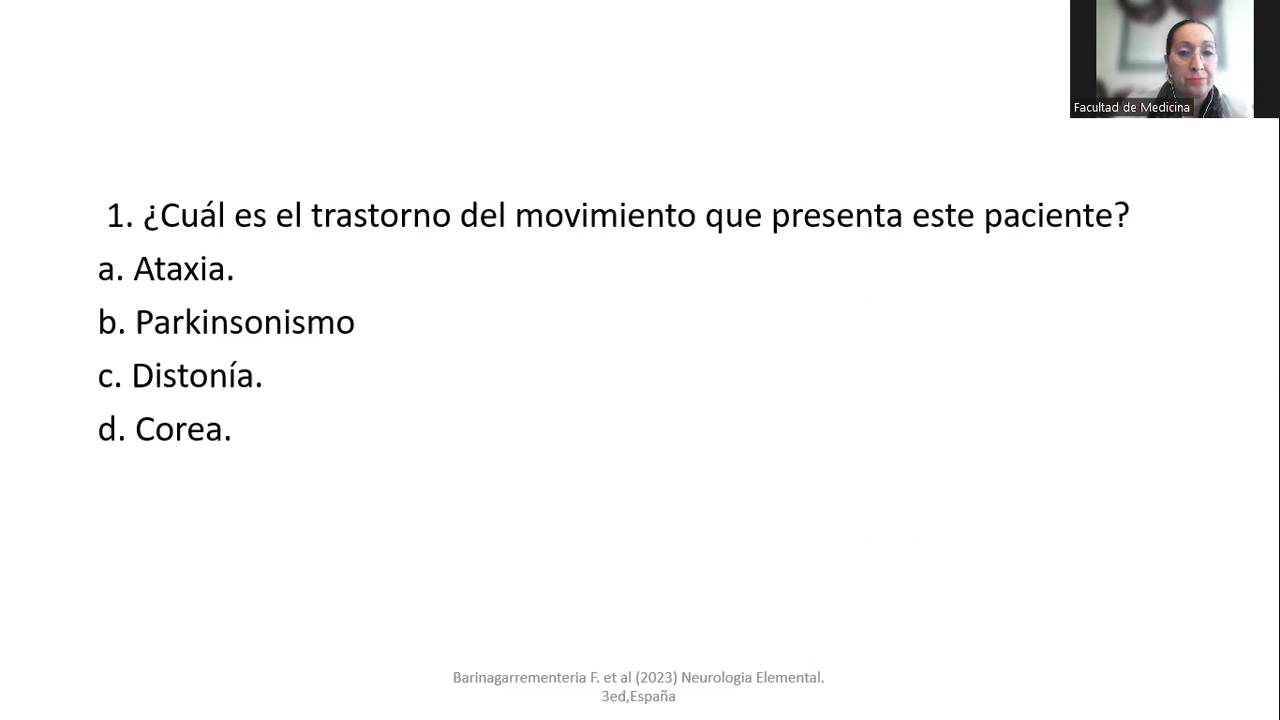 Facultad de Medicina
1. ¿Cuál es el trastorno del movimiento que presenta este paciente?
a. Ataxia.
b. Parkinsonismo
c. Distonía.
d. Corea.
Barinagarrementeria F. et al (2023) Neurologia Elemental.
3ed,España